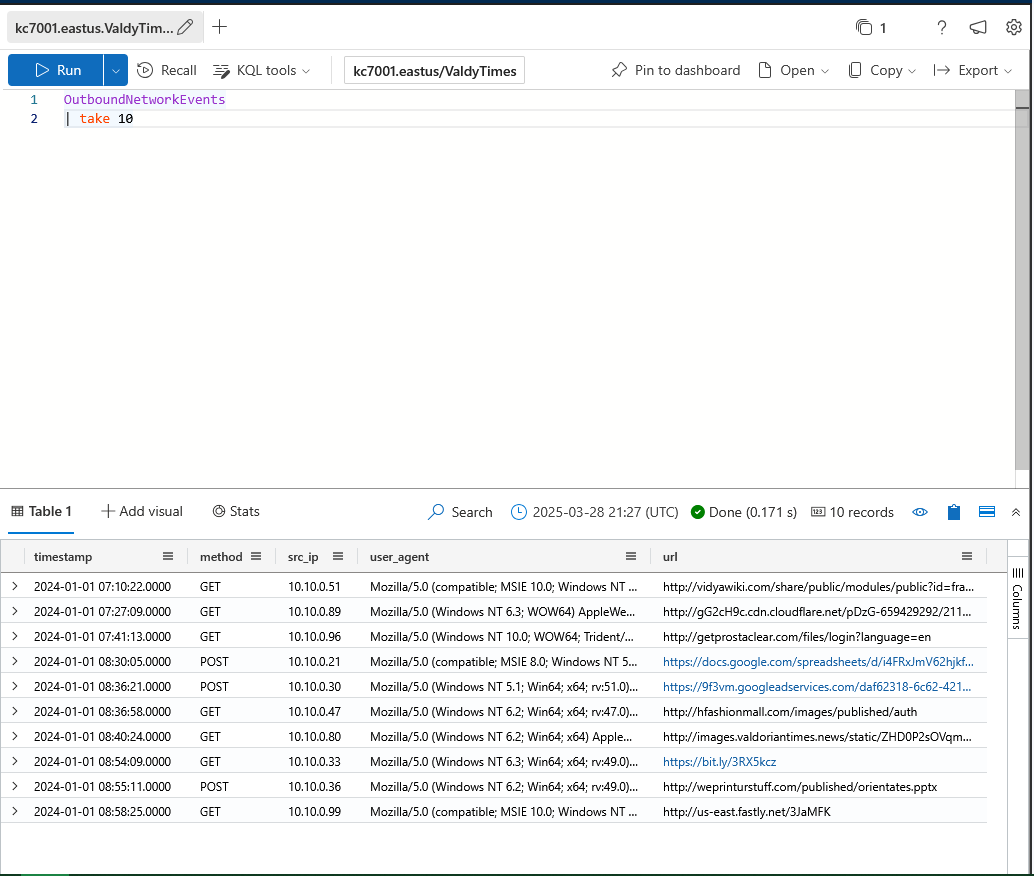 kc7001.eastus.ValdyTim...
1
Run Recall KQL tools kc7001.eastus/ValdyTimes Pin to dashboard Open Copy Export
1 OutboundNetworkEvents
2 | take 10
Table 1 Add visual Stats Search 2025-03-28 21:27 (UTC) Done (0.171 s) 10 records
timestamp method src_ip user_agent url
2024-01-01 07:10:22.0000 GET 10.10.0.51 Mozilla/5.0 (compatible; MSIE 10.0; Windows NT ... http://vidyawiki.com/share/public/modules/public?id=fra...
2024-01-01 07:27:09.0000 GET 10.10.0.89 Mozilla/5.0 (Windows NT 6.3; WOW64) AppleWe... http://gG2cH9c.cdn.cloudflare.net/pDzG-659429292/211...
2024-01-01 07:41:13.0000 GET 10.10.0.96 Mozilla/5.0 (Windows NT 10.0; WOW64; Trident/... http://getprostaclear.com/files/login?language=en
2024-01-01 08:30:05.0000 POST 10.10.0.21 Mozilla/5.0 (compatible; MSIE 8.0; Windows NT 5... https://docs.google.com/spreadsheets/d/i4FRxJmV62hjkf...
2024-01-01 08:36:21.0000 POST 10.10.0.30 Mozilla/5.0 (Windows NT 5.1; Win64; x64; rv:51.0)... https://9f3vm.googleadservices.com/daf62318-6c62-421...
2024-01-01 08:36:58.0000 GET 10.10.0.47 Mozilla/5.0 (Windows NT 6.2; Win64; x64; rv:47.0)... http://hfashionmall.com/images/published/auth
2024-01-01 08:40:24.0000 GET 10.10.0.80 Mozilla/5.0 (Windows NT 6.2; Win64; x64) Apple... http://images.valdoriantimes.news/static/ZHD0P2sOVqm...
2024-01-01 08:54:09.0000 GET 10.10.0.33 Mozilla/5.0 (Windows NT 6.3; Win64; x64; rv:49.0)... https://bit.ly/3RX5kcz
2024-01-01 08:55:11.0000 POST 10.10.0.36 Mozilla/5.0 (Windows NT 6.2; Win64; x64; rv:49.0)... http://weprinturstuff.com/published/orientates.pptx
2024-01-01 08:58:25.0000 GET 10.10.0.99 Mozilla/5.0 (compatible; MSIE 10.0; Windows NT ... http://us-east.fastly.net/3JaMFK
Columns